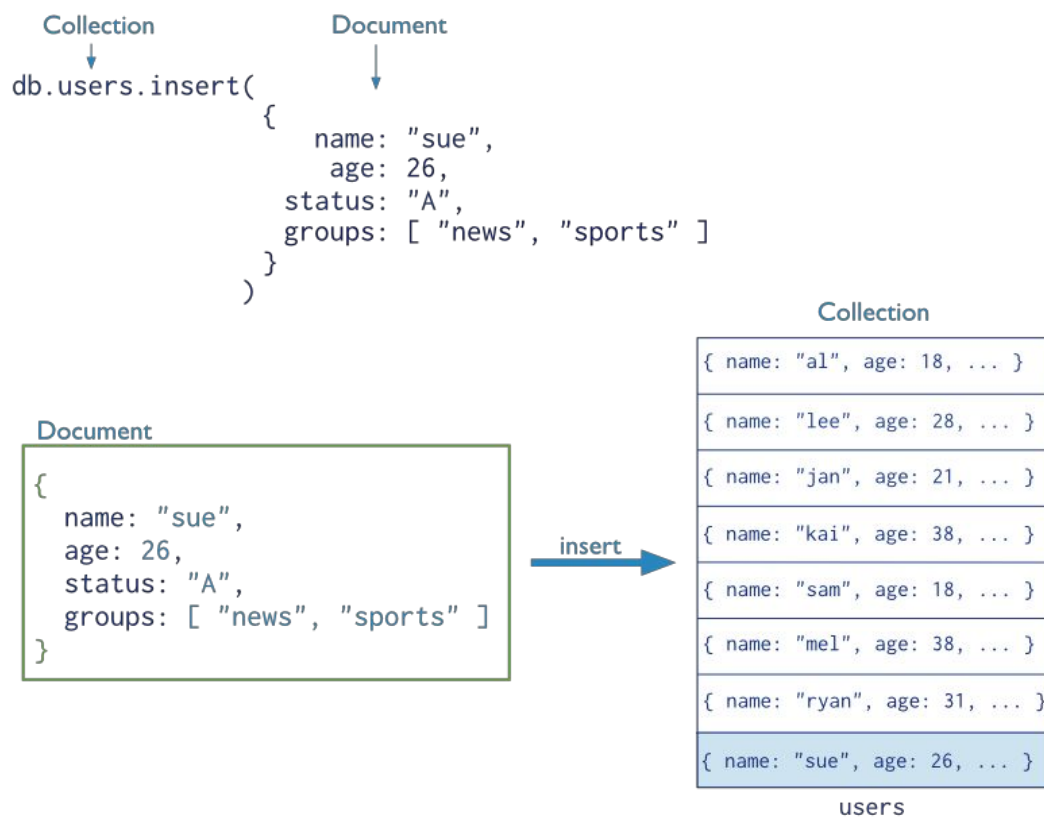 Collection Document
db.users.insert(
{
name: "sue",
age: 26,
status: "A",
groups: [ "news", "sports" ]
}
)
Document
{
name: "sue",
age: 26,
status: "A",
groups: [ "news", "sports" ]
}
insert
Collection
{ name: "al", age: 18, ... }
{ name: "lee", age: 28, ... }
{ name: "jan", age: 21, ... }
{ name: "kai", age: 38, ... }
{ name: "sam", age: 18, ... }
{ name: "mel", age: 38, ... }
{ name: "ryan", age: 31, ... }
{ name: "sue", age: 26, ... }
users